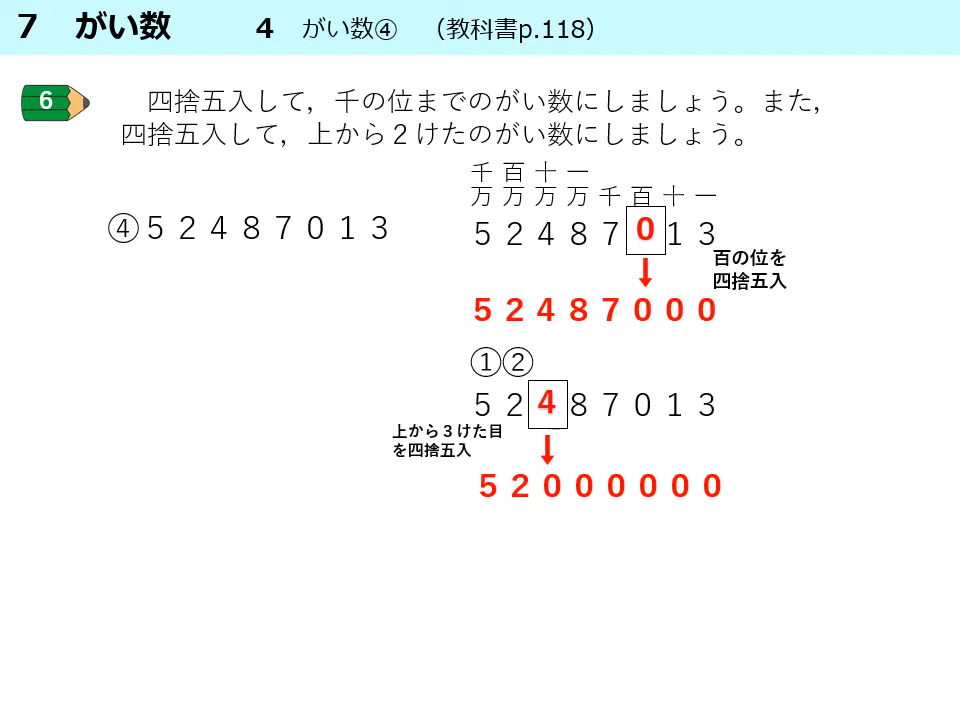 ７　がい数　　４　がい数④　（教科書p.118）
6
四捨五入して，千の位までのがい数にしましょう。また，
四捨五入して，上から２けたのがい数にしましょう。
千 百 十 一
万 万 万 万 千 百 十 一
④５２４８７０１３
５２４８７０１３
百の位を
四捨五入
５２４８７０００
①②
５２４８７０１３
上から３けた目
を四捨五入
５２００００００